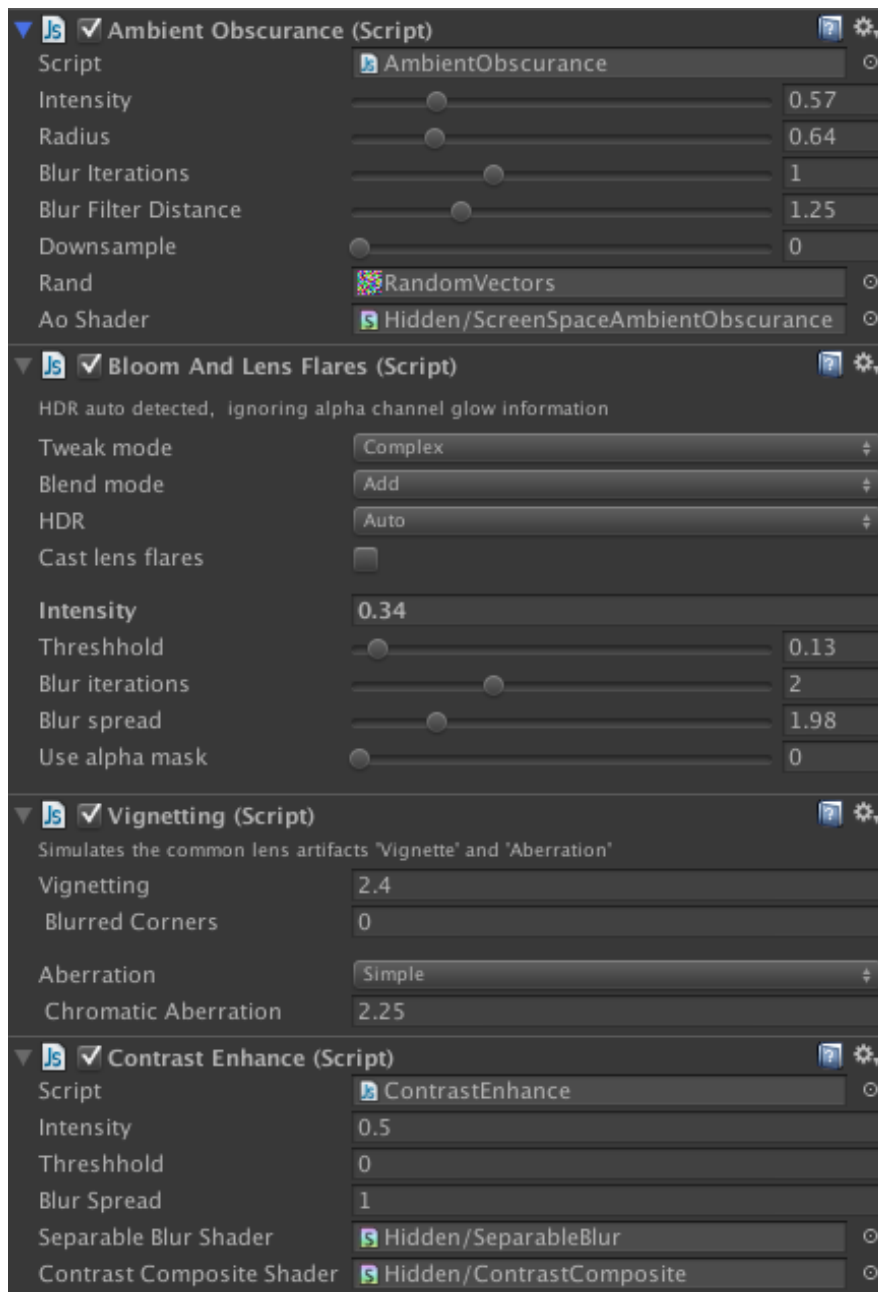 Ambient Obscurance (Script)
Script AmbientObscurance
Intensity 0.57
Radius 0.64
Blur Iterations 1
Blur Filter Distance 1.25
Downsample 0
Rand RandomVectors
Ao Shader Hidden/ScreenSpaceAmbientObscurance
Bloom And Lens Flares (Script)
HDR auto detected, ignoring alpha channel glow information
Tweak mode Complex
Blend mode Add
HDR Auto
Cast lens flares
Intensity 0.34
Threshhold 0.13
Blur iterations 2
Blur spread 1.98
Use alpha mask 0
Vignetting (Script)
Simulates the common lens artifacts "Vignette" and "Aberration"
Vignetting 2.4
Blurred Corners 0
Aberration Simple
Chromatic Aberration 2.25
Contrast Enhance (Script)
Script ContrastEnhance
Intensity 0.5
Threshhold 0
Blur Spread 1
Separable Blur Shader Hidden/SeparableBlur
Contrast Composite Shader Hidden/ContrastComposite